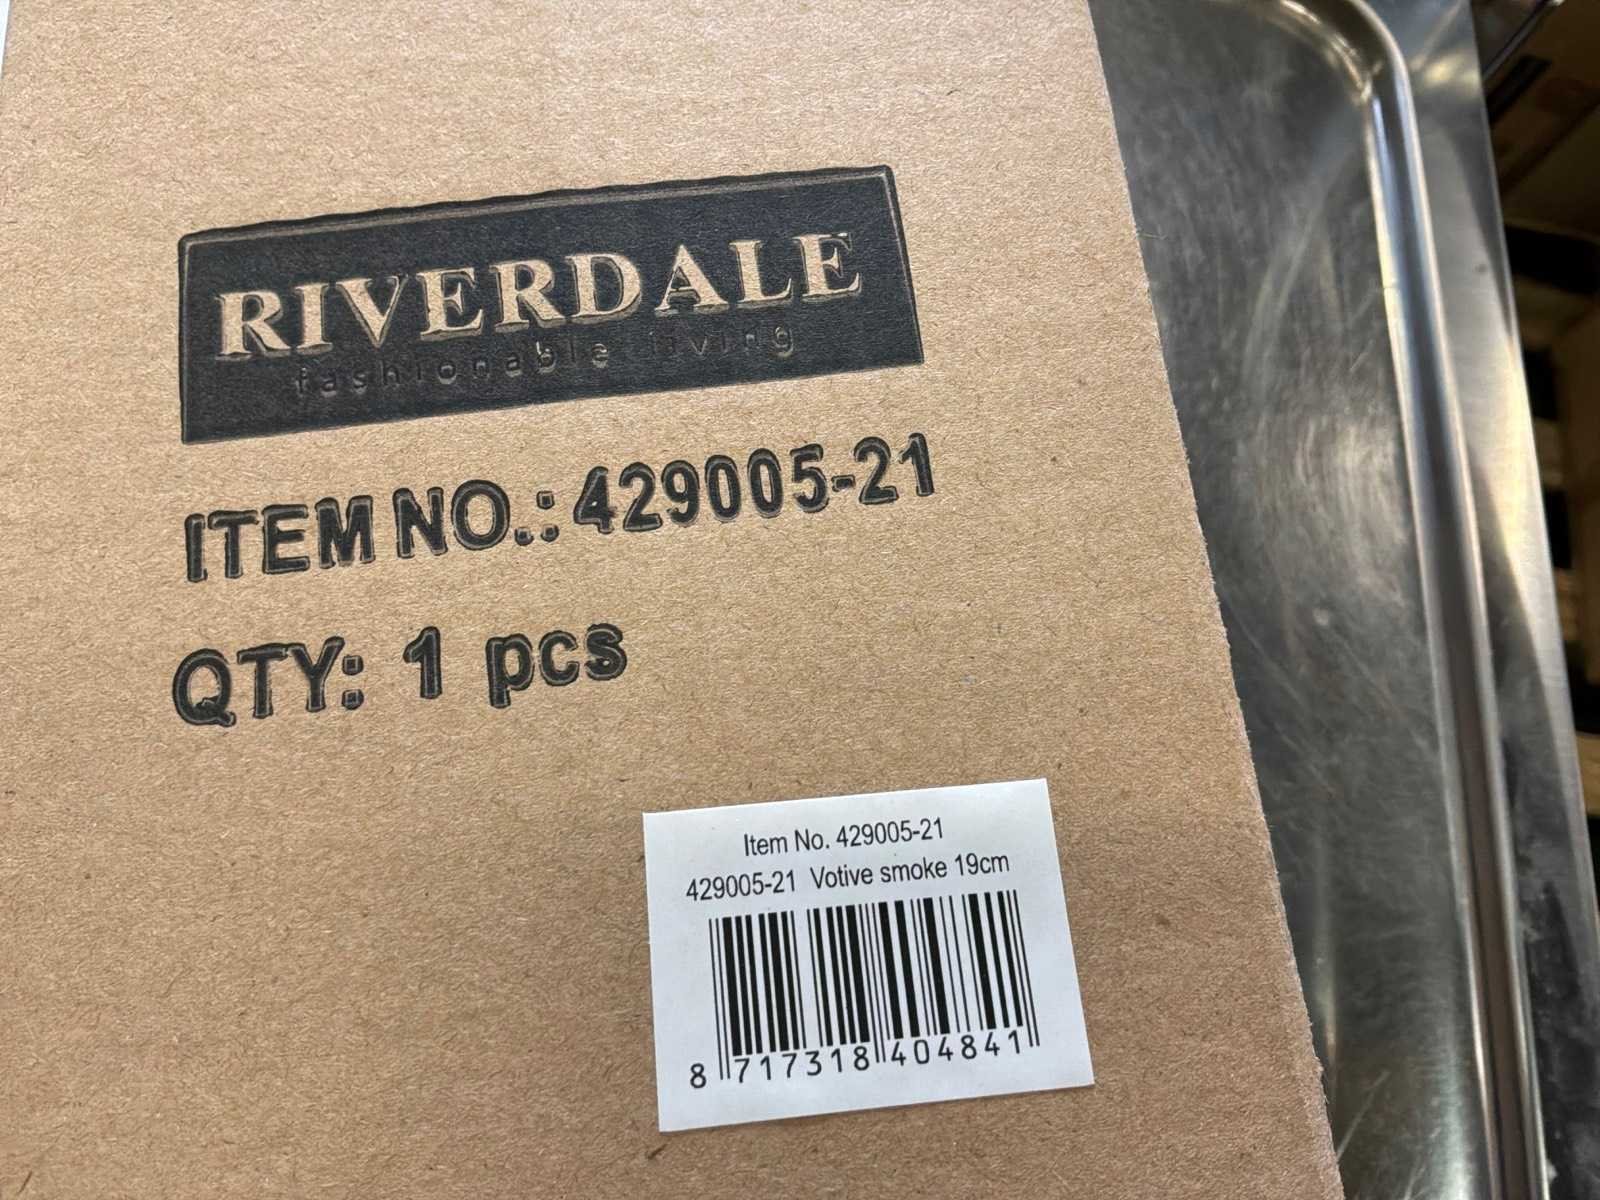 RIVERDALE
fashionable living
ITEM NO.: 429005-21
QTY: 1 pcs
Item No. 429005-21
429005-21 Votive smoke 19cm
8 717318 404841